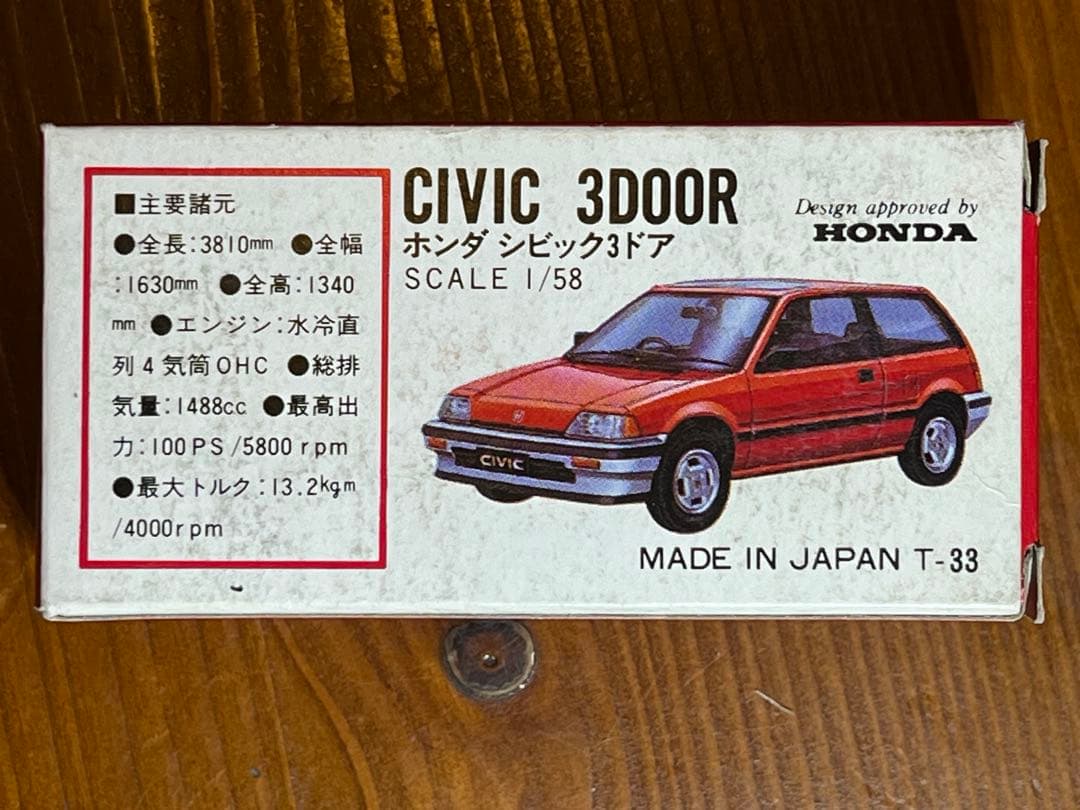 ■主要諸元
●全長:3810mm ●全幅
:1630mm ●全高:1340
mm ●エンジン:水冷直
列4気筒OHC ●総排
気量:1488cc ●最高出
力:100PS/5800rpm
●最大トルク:13.2kgm
/4000rpm
CIVIC 3DOOR
ホンダ シビック3ドア
SCALE 1/58
Design approved by
HONDA
CIVIC
MADE IN JAPAN T-33